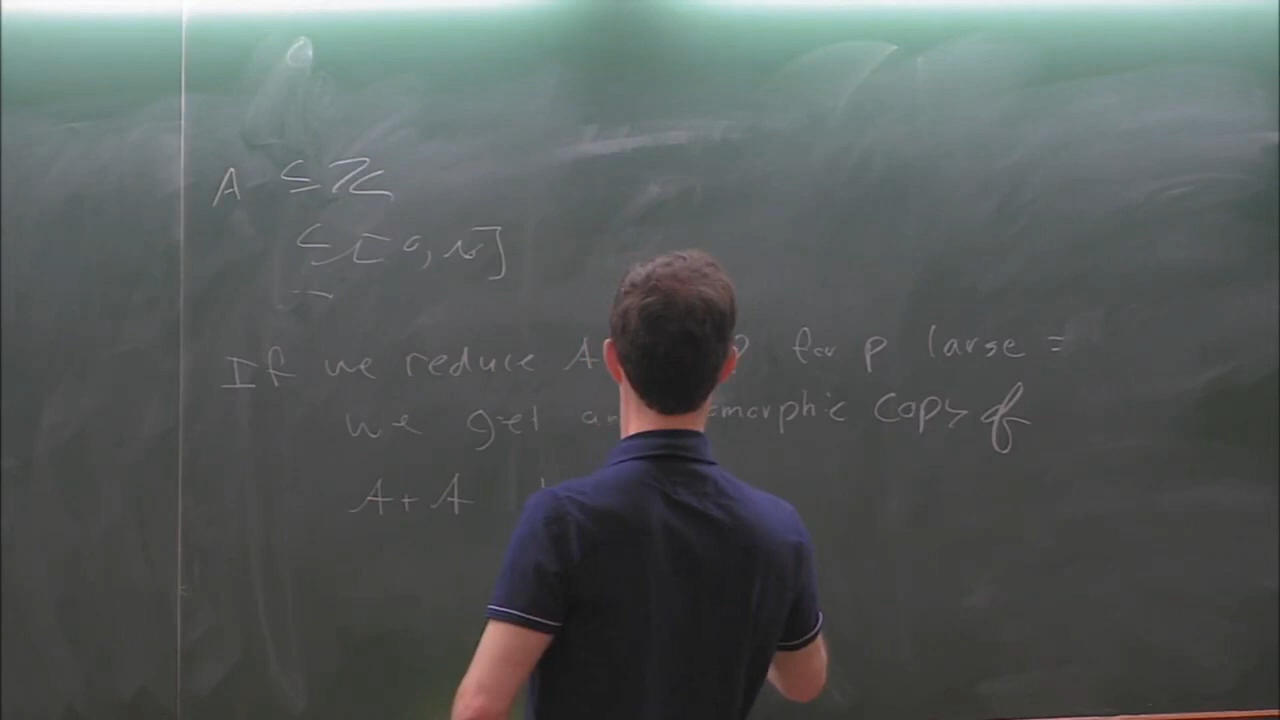 A ⊆ ℤ
⊆ [0, N]
If we reduce A p for p large =
we get an morphic copy of
A + A